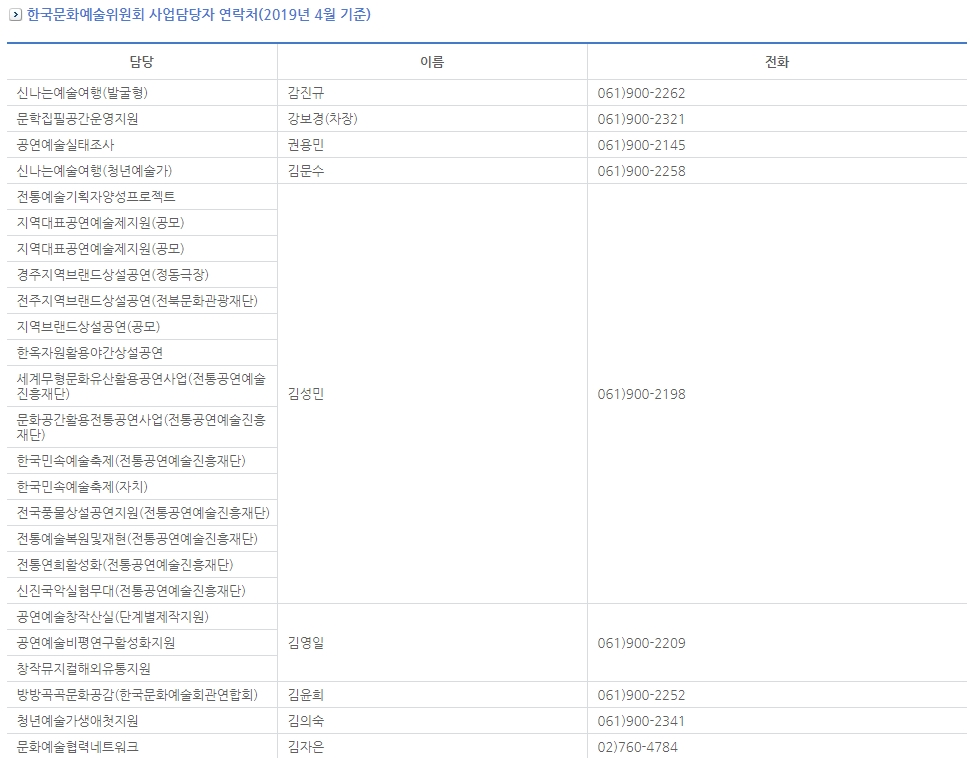 한국문화예술위원회 사업담당자 연락처(2019년 4월 기준)
담당 이름 전화
신나는예술여행(발굴형) 감진규 061)900-2262
문학집필공간운영지원 강보경(차장) 061)900-2321
공연예술실태조사 권용민 061)900-2145
신나는예술여행(청년예술가) 김문수 061)900-2258
전통예술기획자양성프로젝트
지역대표공연예술제지원(공모)
지역대표공연예술제지원(공모)
경주지역브랜드상설공연(정동극장)
전주지역브랜드상설공연(전북문화관광재단)
지역브랜드상설공연(공모)
한옥자원활용야간상설공연
세계무형문화유산활용공연사업(전통공연예술
진흥재단)
김성민 061)900-2198
문화공간활용전통공연사업(전통공연예술진흥
재단)
한국민속예술축제(전통공연예술진흥재단)
한국민속예술축제(자치)
전국풍물상설공연지원(전통공연예술진흥재단)
전통예술복원및재현(전통공연예술진흥재단)
전통연희활성화(전통공연예술진흥재단)
신진국악실험무대(전통공연예술진흥재단)
공연예술창작산실(단계별제작지원)
공연예술비평연구활성화지원 김영일 061)900-2209
창작뮤지컬해외유통지원
방방곡곡문화공감(한국문화예술회관연합회) 김윤희 061)900-2252
청년예술가생애첫지원 김의숙 061)900-2341
문화예술협력네트워크 김자은 02)760-4784